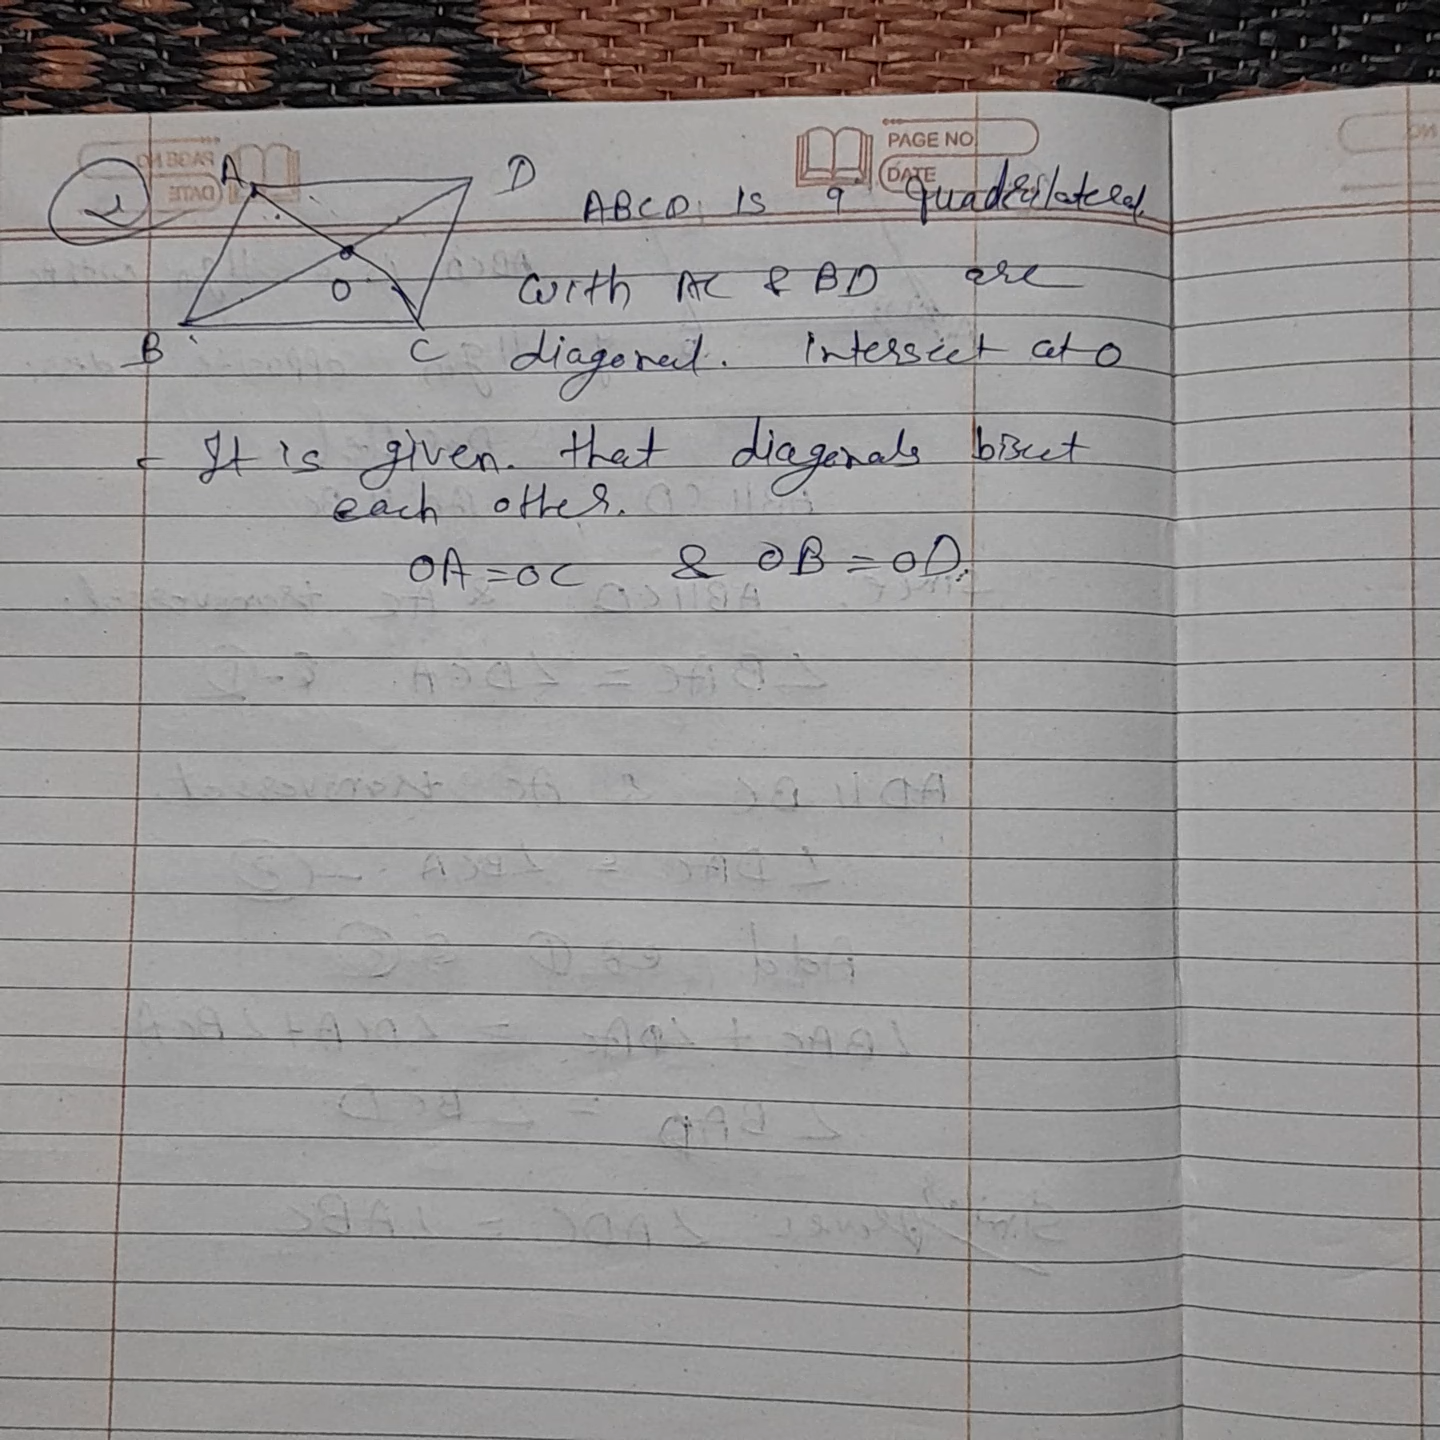 2
A
D
O
B
C
PAGE NO
DATE
ABCD is a quadrilateral
with AC & BD are
diagonal. Intersect at O
- It is given. that diagonals bisect
each other.
OA = OC & OB = OD.